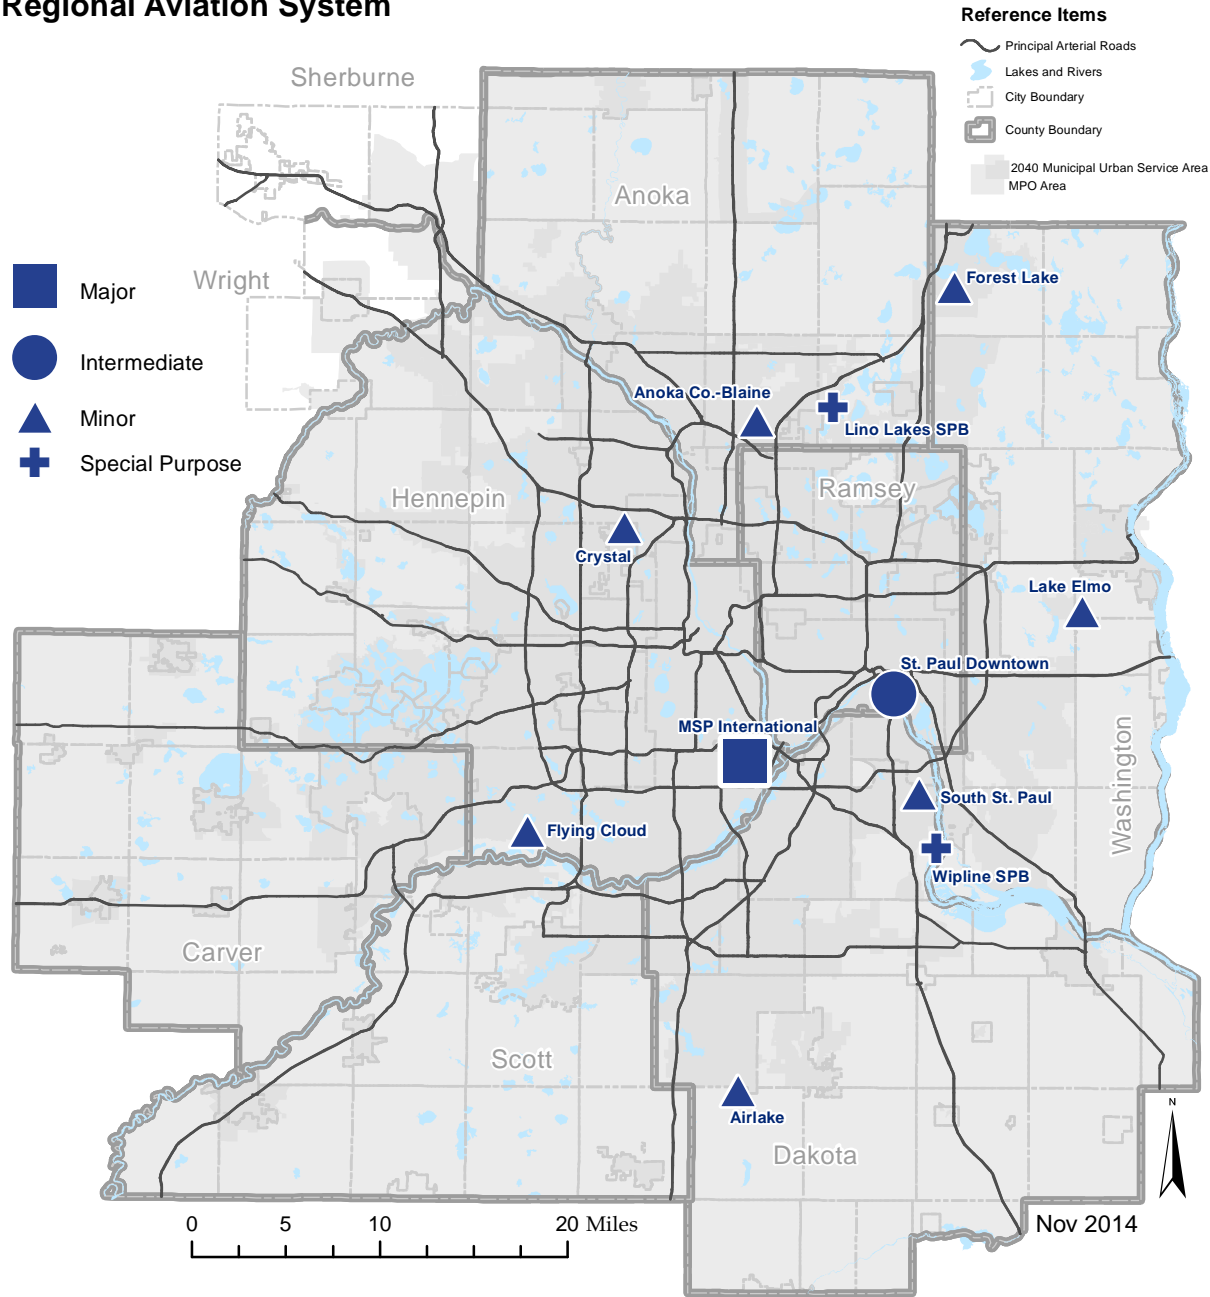 Regional Aviation System
Reference Items
Principal Arterial Roads
Lakes and Rivers
City Boundary
County Boundary
2040 Municipal Urban Service Area
MPO Area
Sherburne
Anoka
Wright
Major
Intermediate
Minor
Special Purpose
Forest Lake
Anoka Co.-Blaine
Lino Lakes SPB
Hennepin
Ramsey
Crystal
Lake Elmo
St. Paul Downtown
MSP International
Washington
South St. Paul
Flying Cloud
Wipline SPB
Carver
Scott
Airlake
Dakota
N
0 5 10 20 Miles
Nov 2014